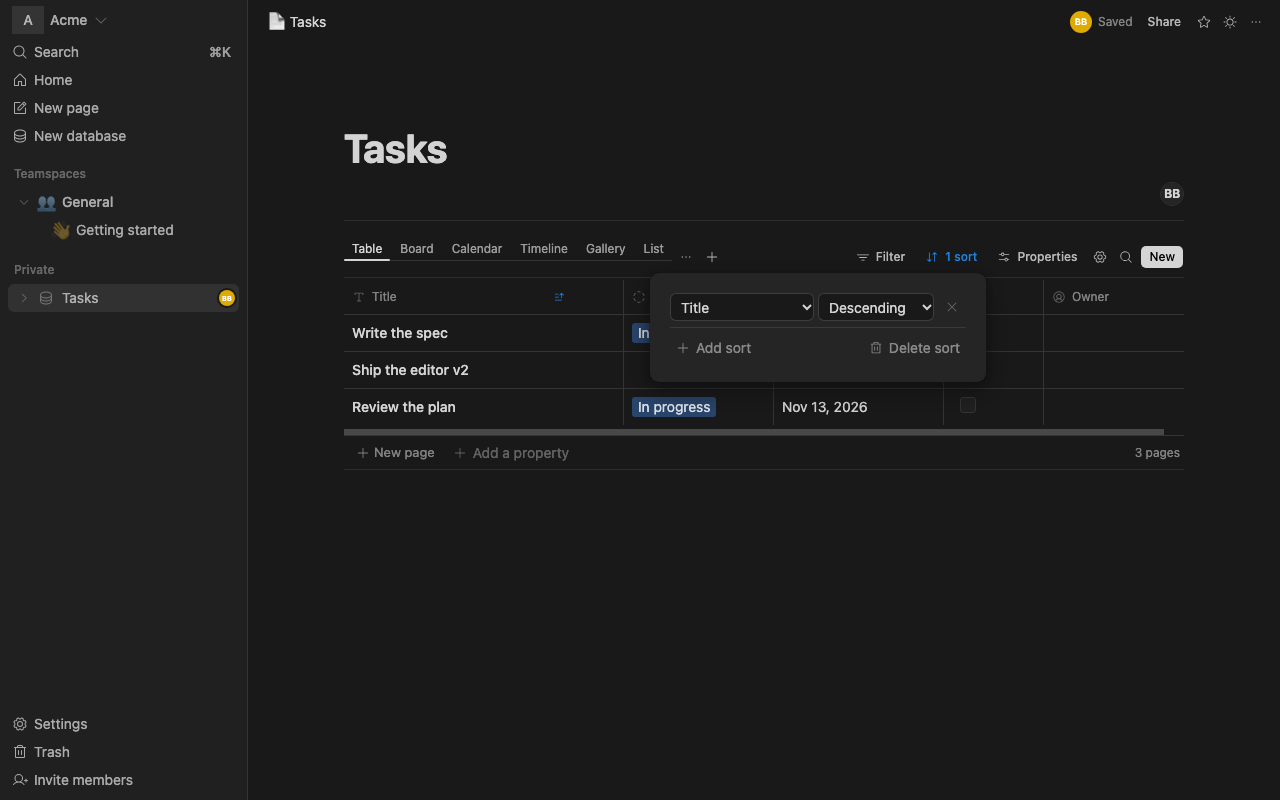 A Acme
Search ⌘K
Home
New page
New database
Teamspaces
General
Getting started
Private
Tasks BB
Settings
Trash
Invite members
Tasks
BB Saved Share
Tasks
BB
Table Board Calendar Timeline Gallery List
Filter 1 sort Properties New
Title Owner
Title Descending
Add sort Delete sort
Write the spec In
Ship the editor v2
Review the plan In progress Nov 13, 2026
New page Add a property 3 pages